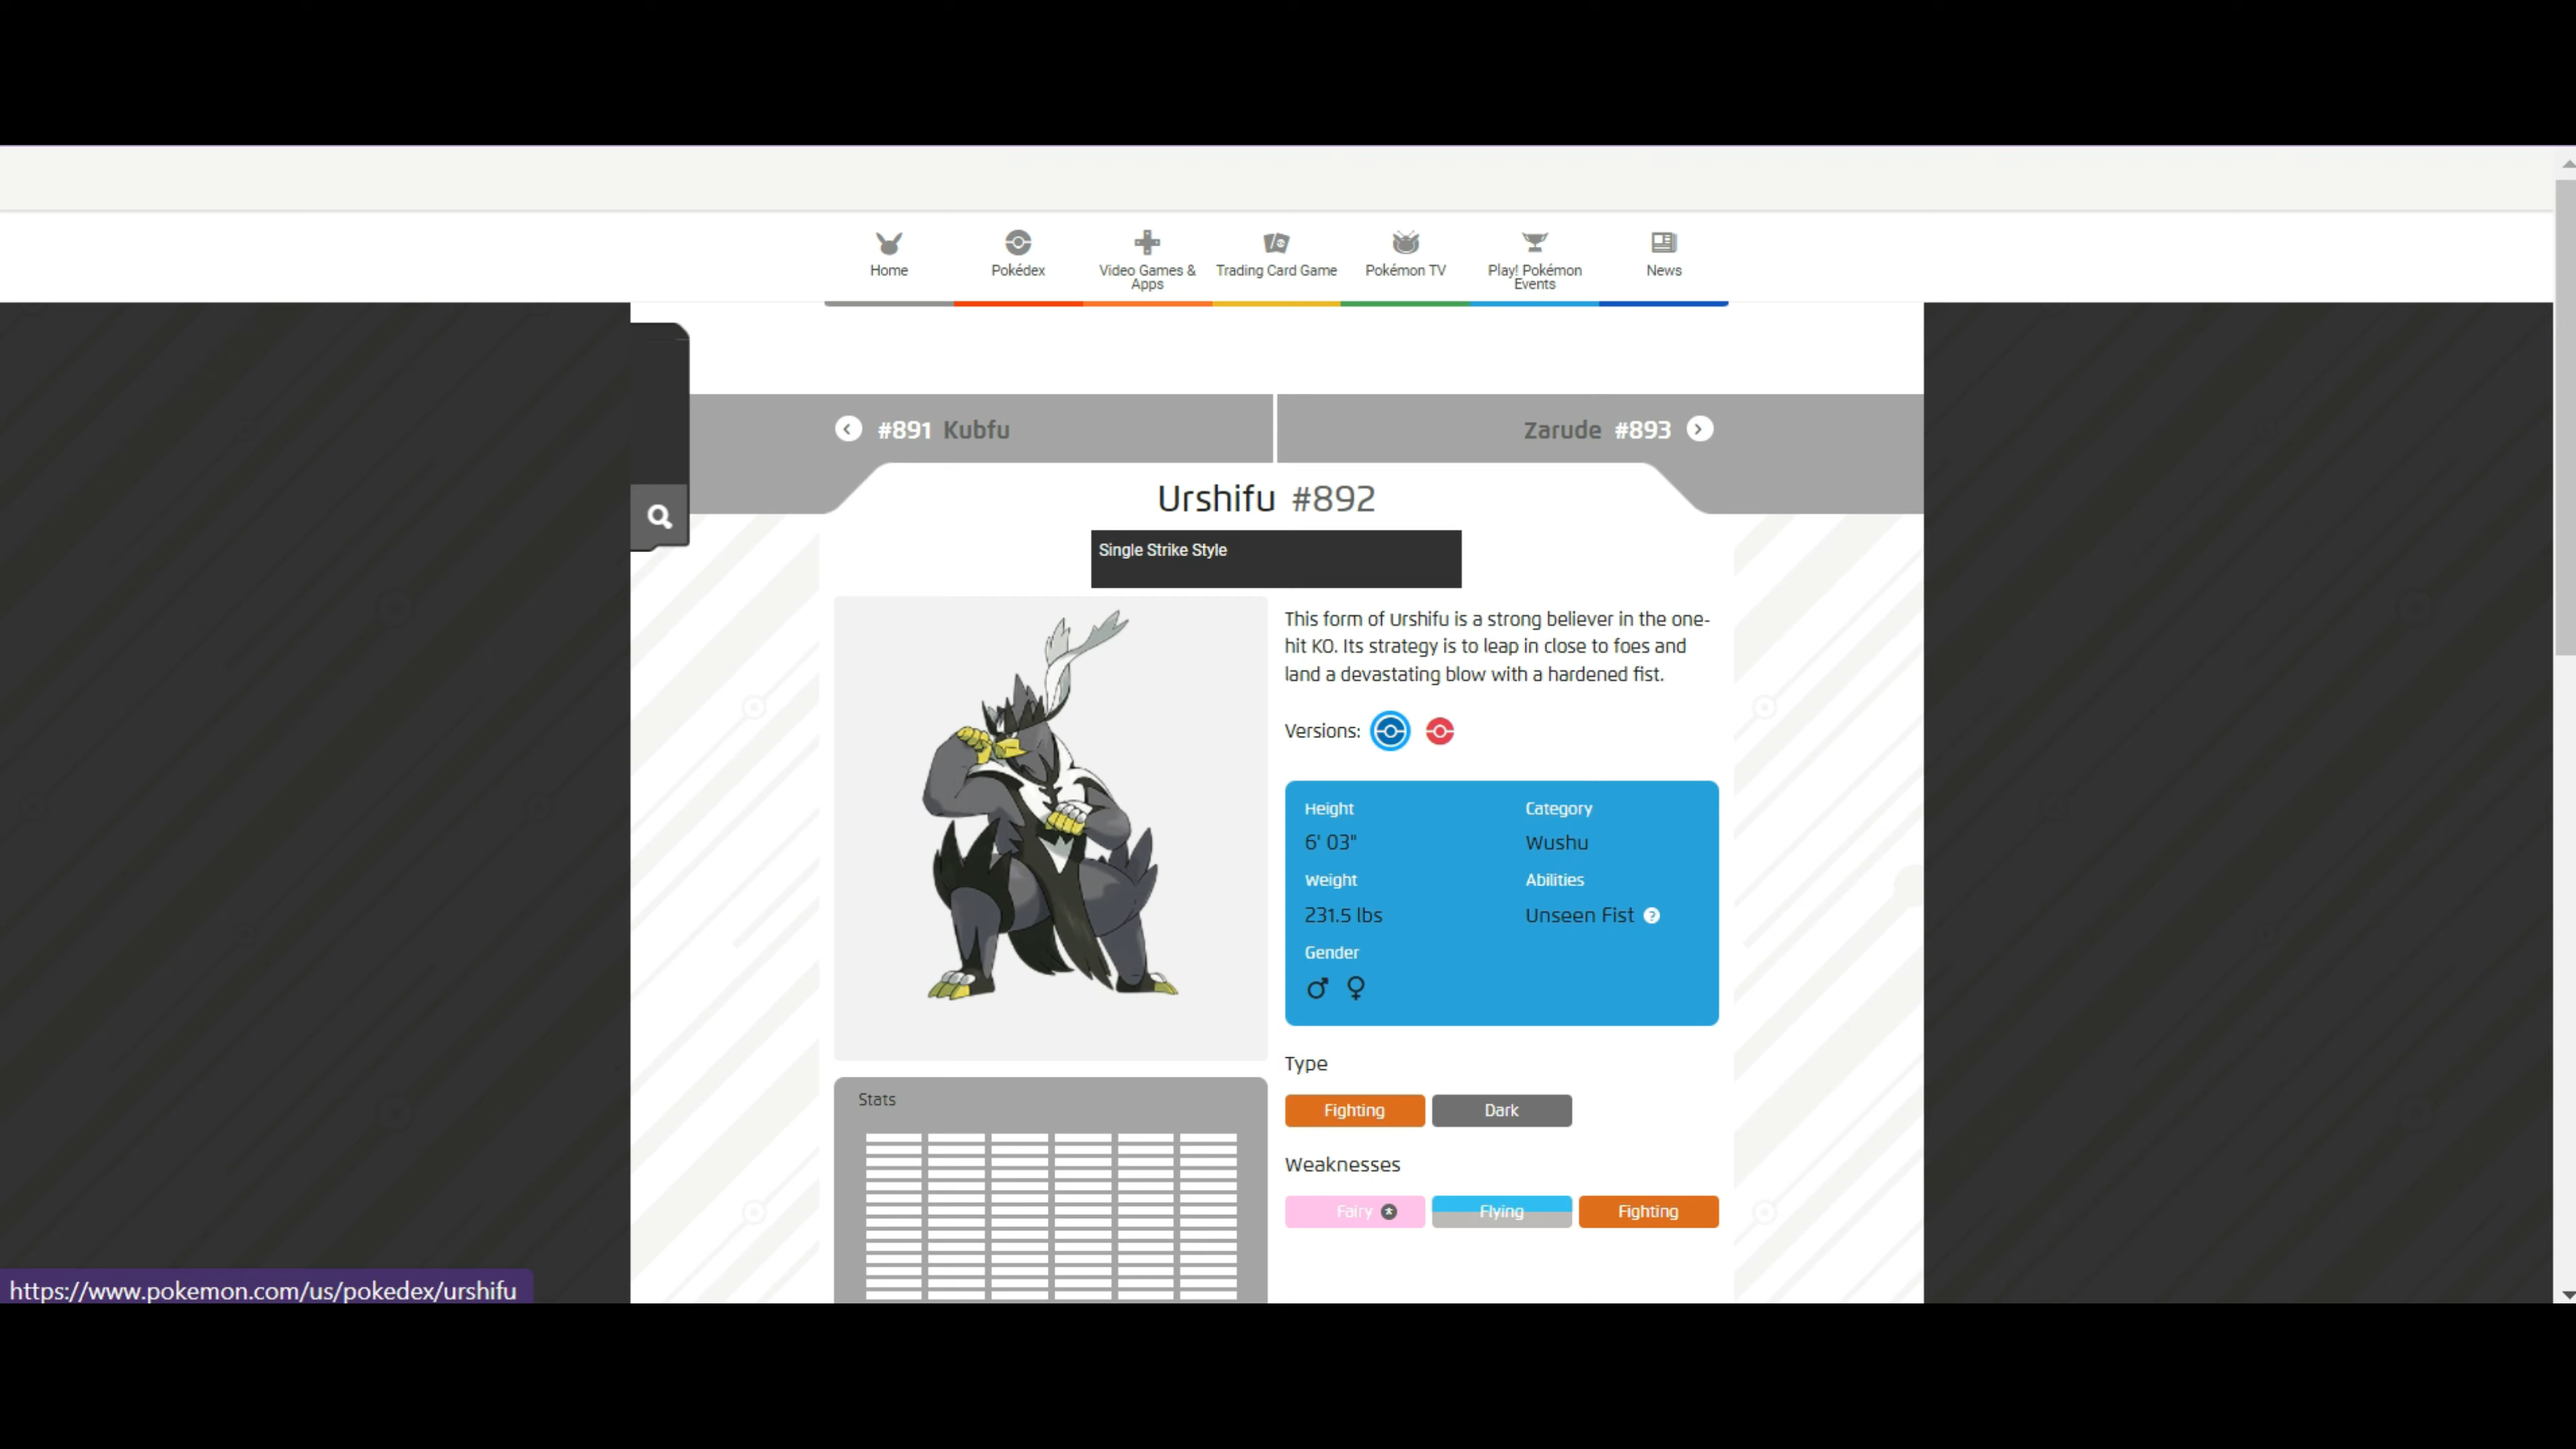 Home
Pokédex
Video Games &
Apps
Trading Card Game
Pokémon TV
Play! Pokémon
Events
News
#891 Kubfu
Zarude #893
Urshifu #892
Single Strike Style
This form of Urshifu is a strong believer in the one-
hit KO. Its strategy is to leap in close to foes and
land a devastating blow with a hardened fist.
Versions:
Height
6' 03"
Weight
231.5 lbs
Gender
Category
Wushu
Abilities
Unseen Fist ?
Type
Fighting
Dark
Weaknesses
Fairy
Flying
Fighting
Stats
https://www.pokemon.com/us/pokedex/urshifu